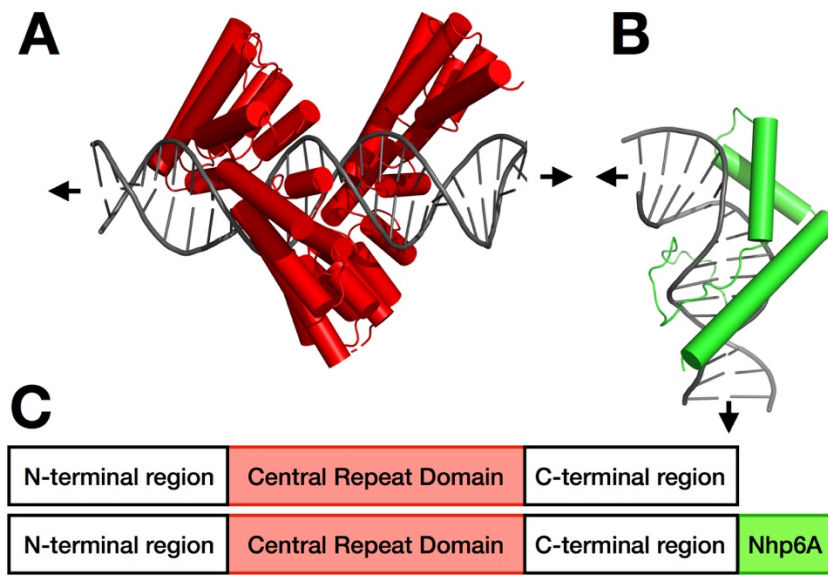 A
B
C
N-terminal region Central Repeat Domain C-terminal region
N-terminal region Central Repeat Domain C-terminal region Nhp6A